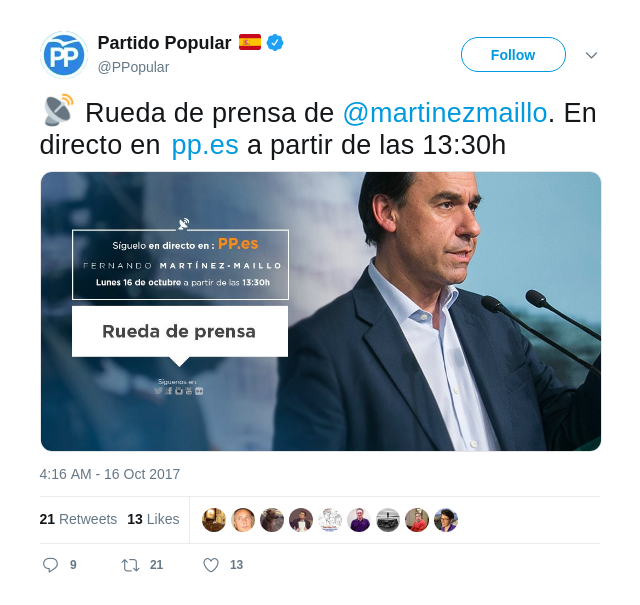 Partido Popular
@PPopular
Follow
PP
Rueda de prensa de @martinezmaillo. En
directo en pp.es a partir de las 13:30h
Síguelo en directo en : PP.es
FERNANDO MARTÍNEZ-MAILLO
Lunes 16 de octubre a partir de las 13:30h
Rueda de prensa
Síguenos en:
4:16 AM - 16 Oct 2017
21 Retweets 13 Likes
9 21 13